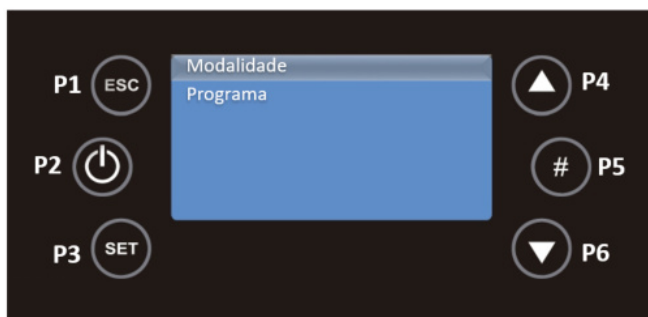 Modalidade
P1 ESC
P4
Programa
P2
# P5
P3 SET
P6